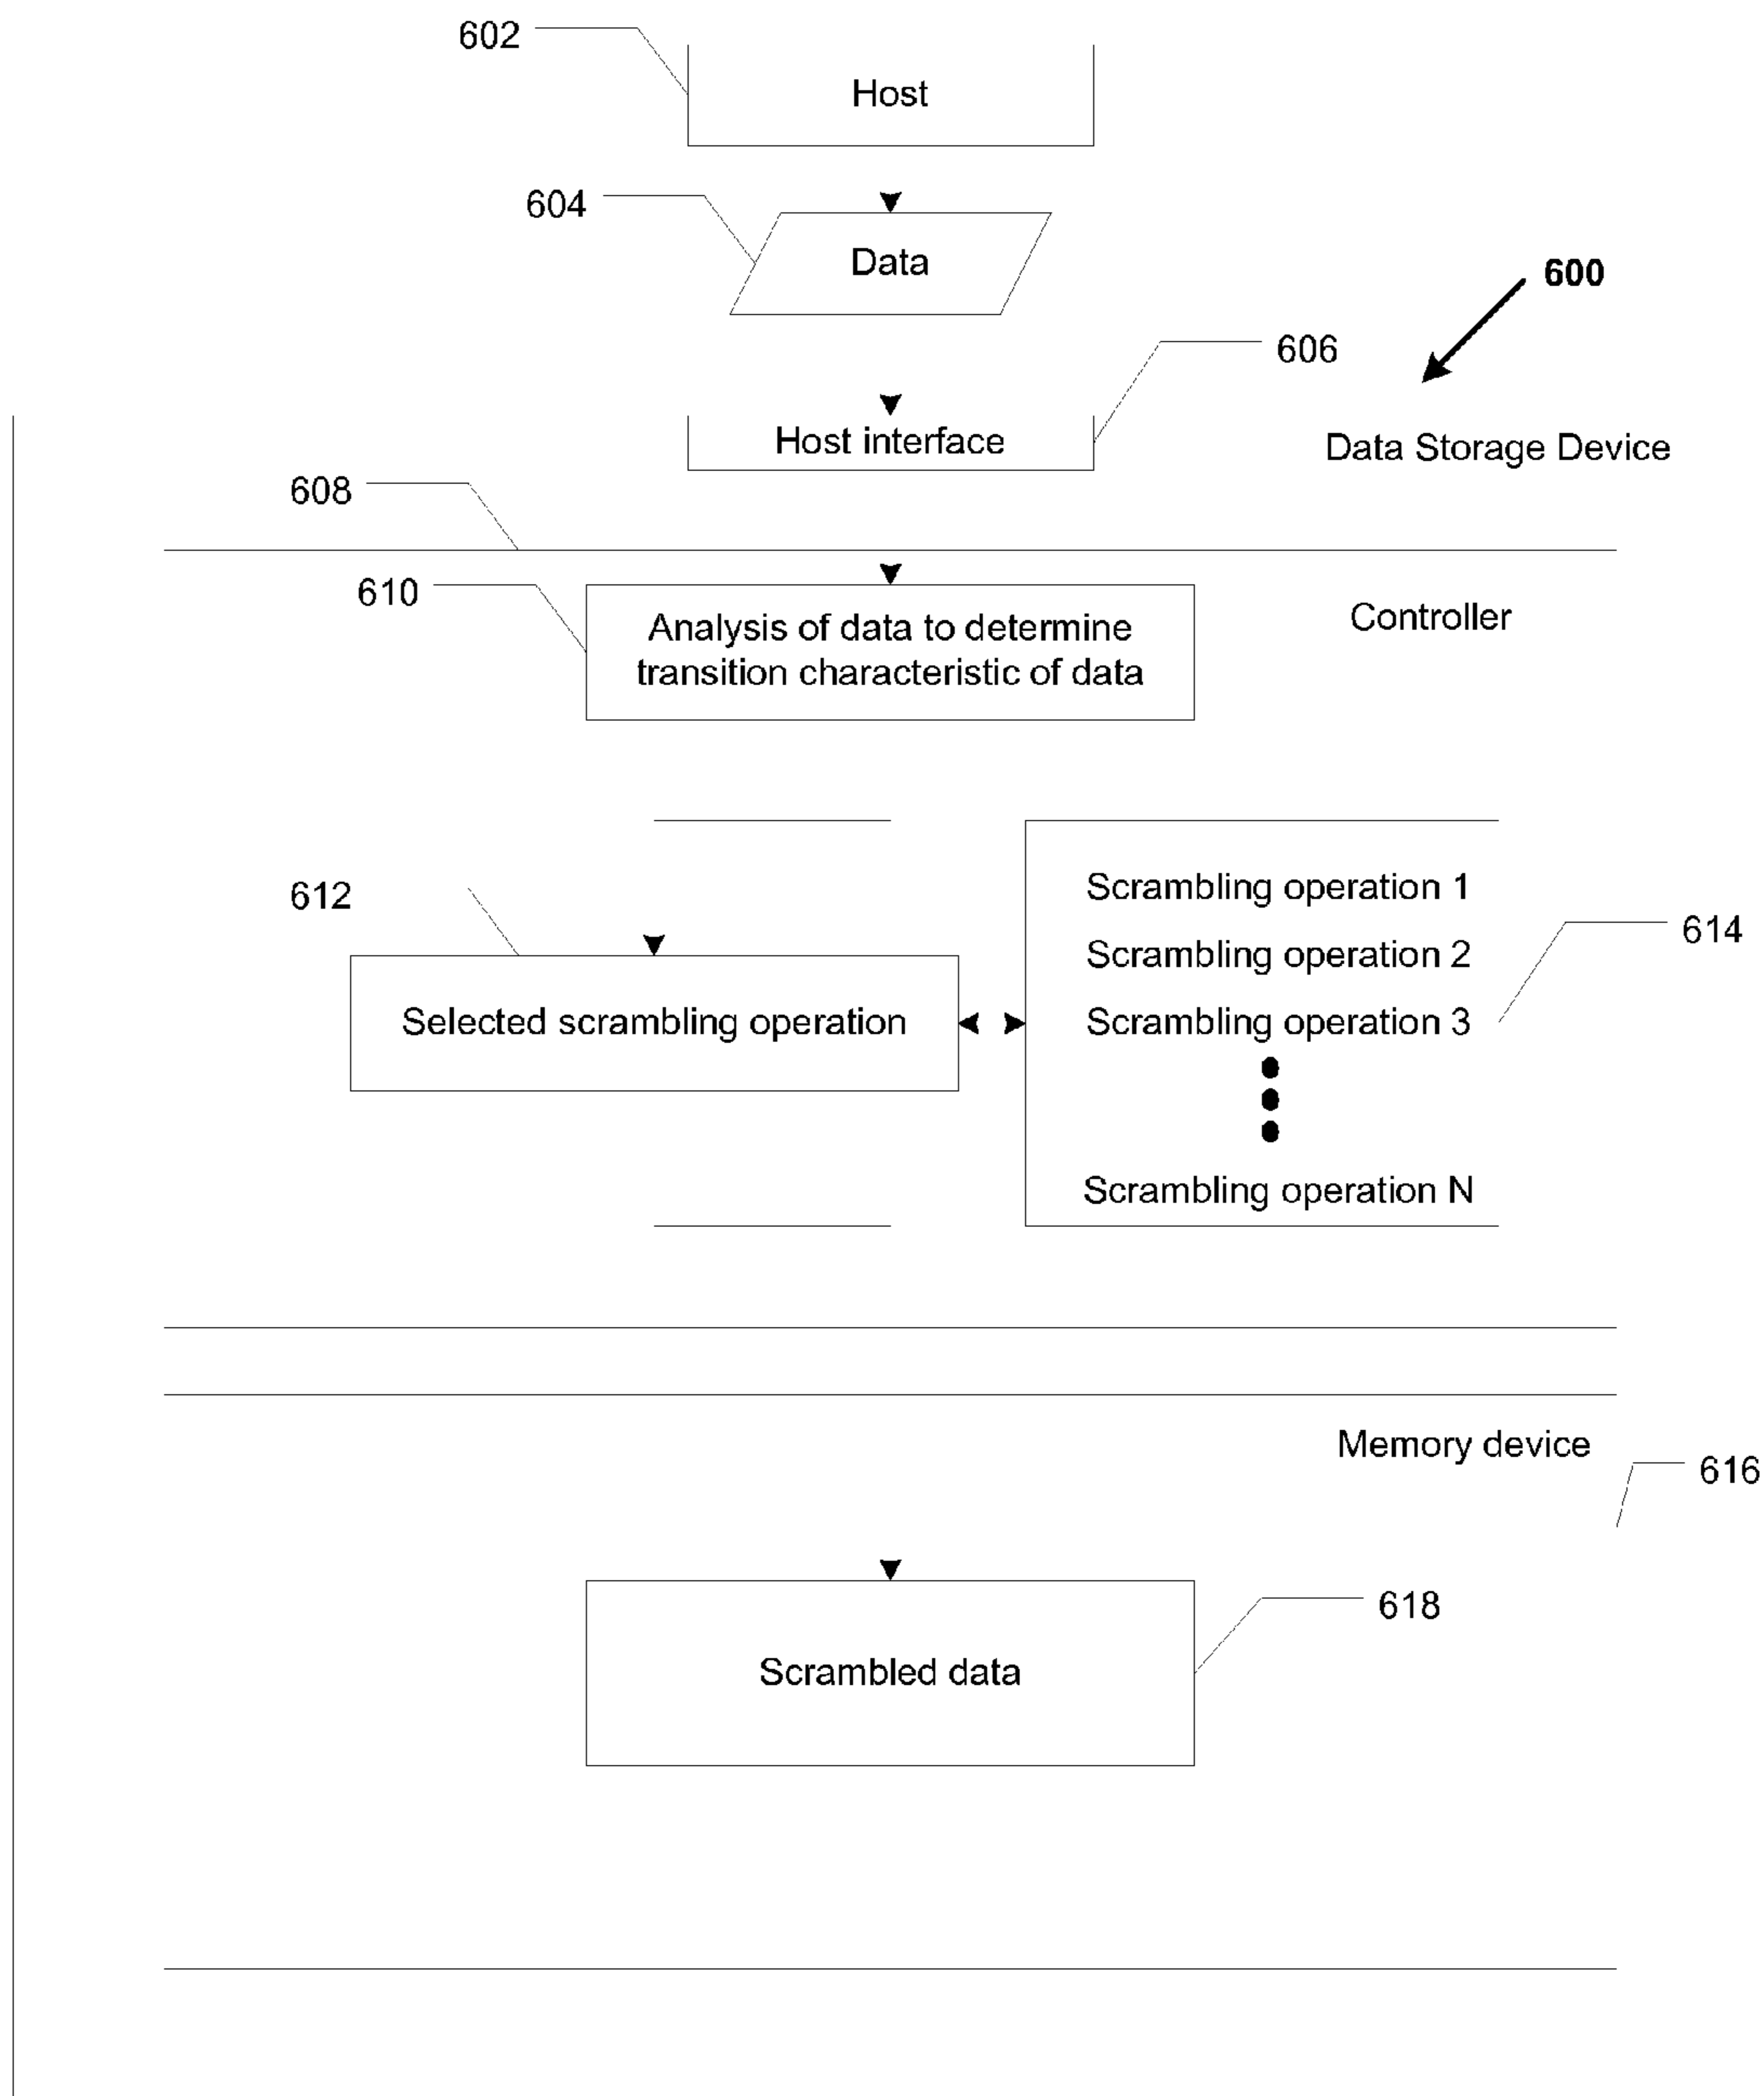 602
Host
604
Data
600
606
Host interface
Data Storage Device
608
610
Analysis of data to determine
transition characteristic of data
Controller
612
Selected scrambling operation
Scrambling operation 1
Scrambling operation 2
Scrambling operation 3
Scrambling operation N
614
Memory device
616
618
Scrambled data